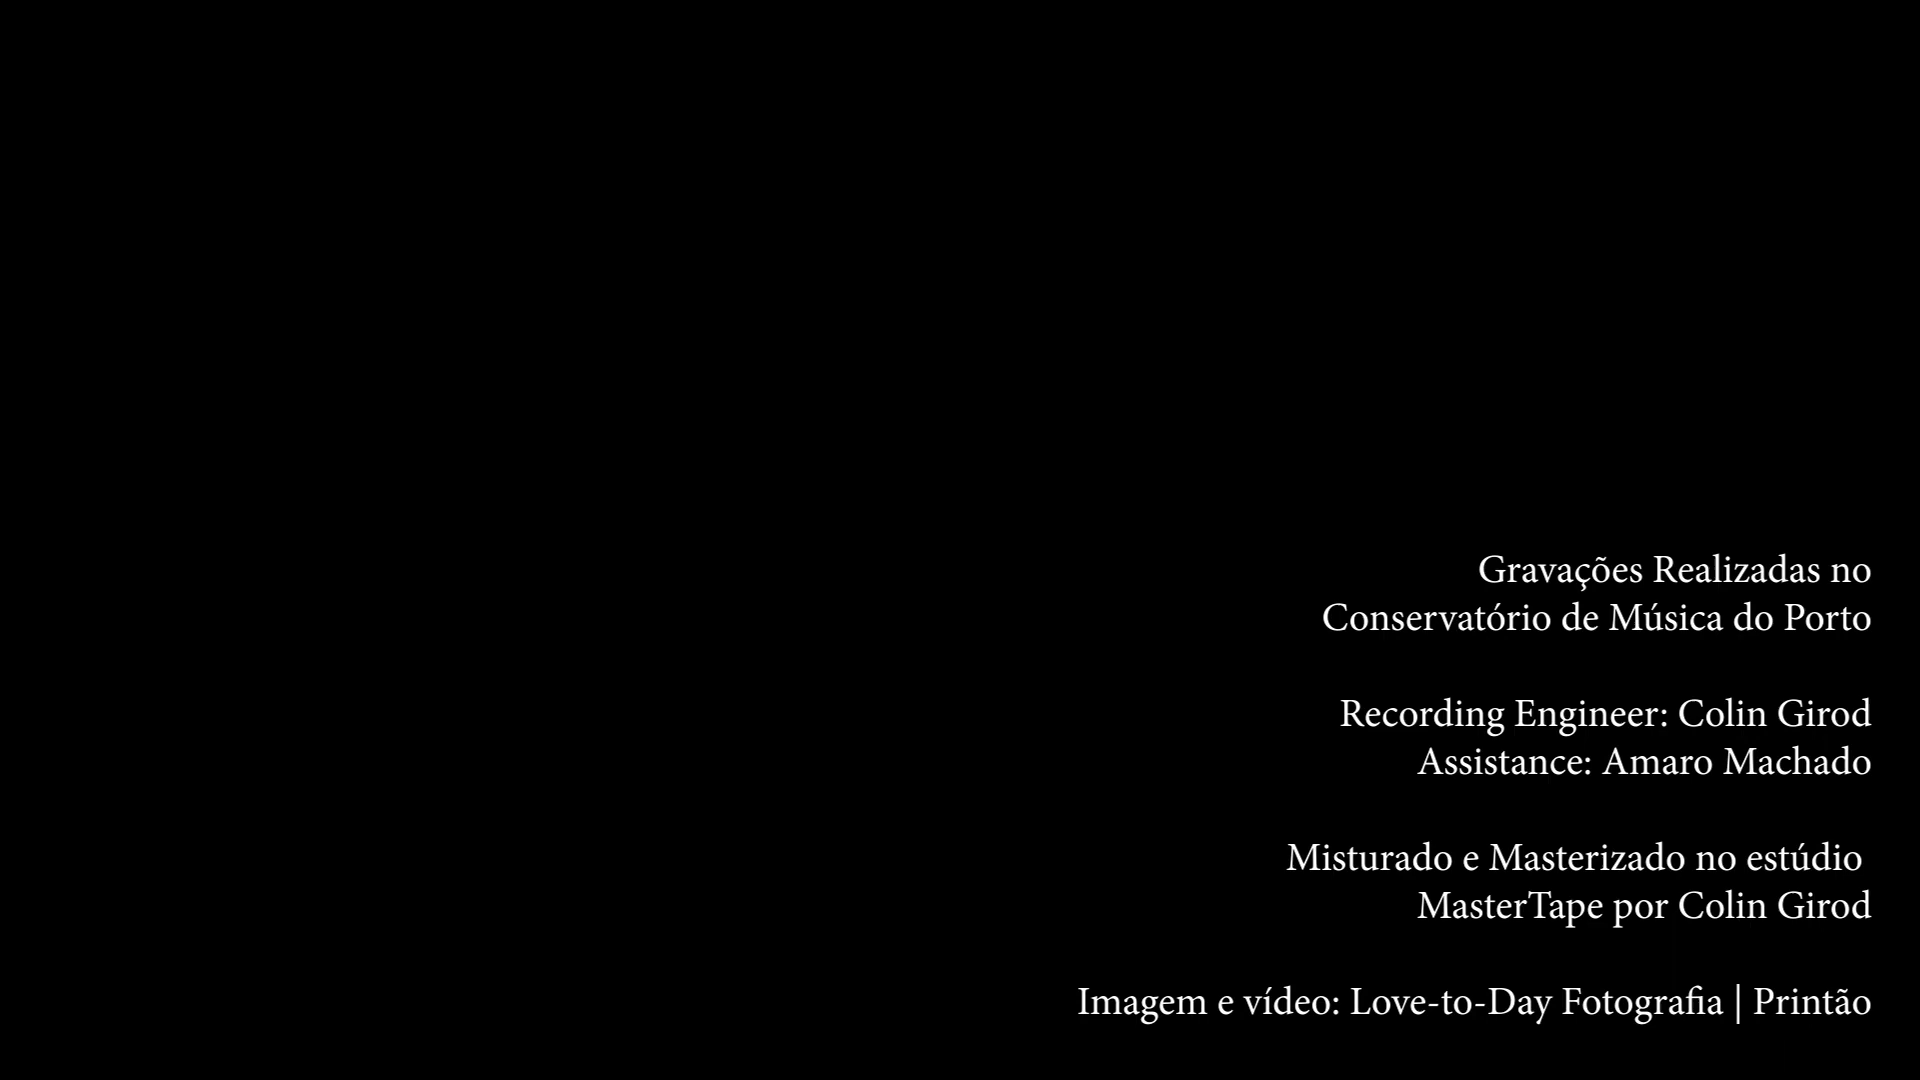 Gravações Realizadas no
Conservatório de Música do Porto
Recording Engineer: Colin Girod
Assistance: Amaro Machado
Misturado e Masterizado no estúdio
MasterTape por Colin Girod
Imagem e vídeo: Love-to-Day Fotografia | Printão